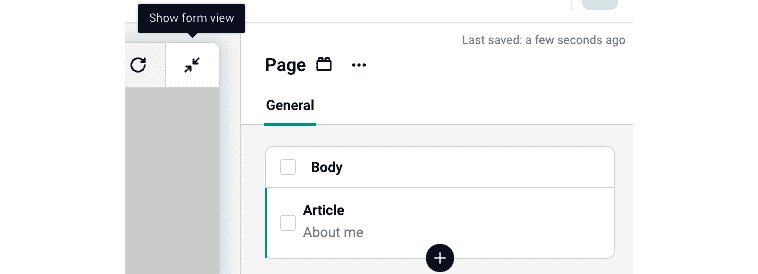 Show form view
Last saved: a few seconds ago
Page
General
Body
Article
About me